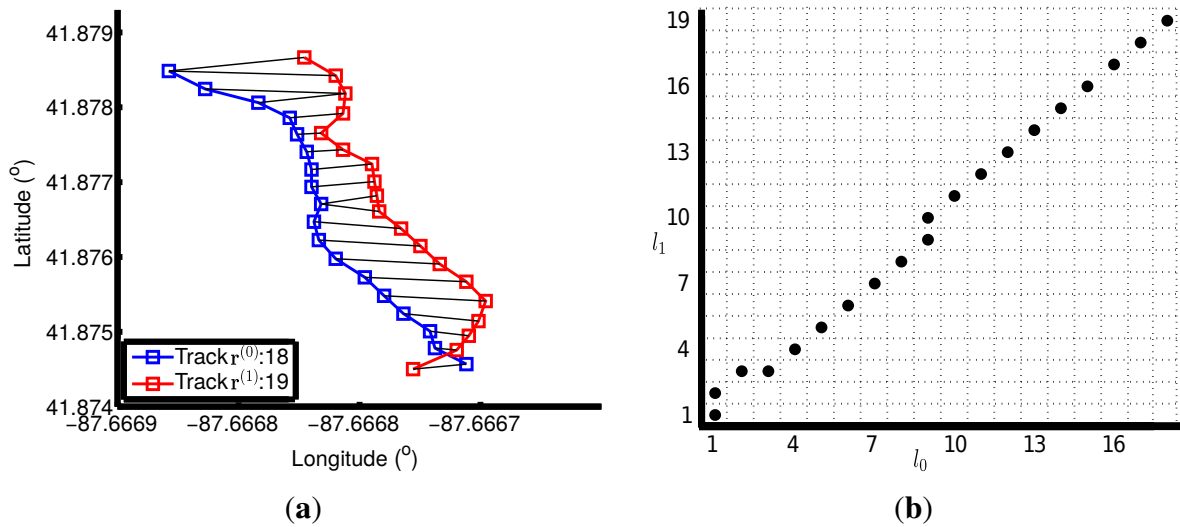 41.879
41.878
41.877
41.876
41.875
41.874
Latitude (°)
Track r⁽⁰⁾:18
Track r⁽¹⁾:19
−87.6669 −87.6668 −87.6668 −87.6667
Longitude (°)
(a)
19
16
13
10
l₁
7
4
1
1 4 7 10 13 16
l₀
(b)